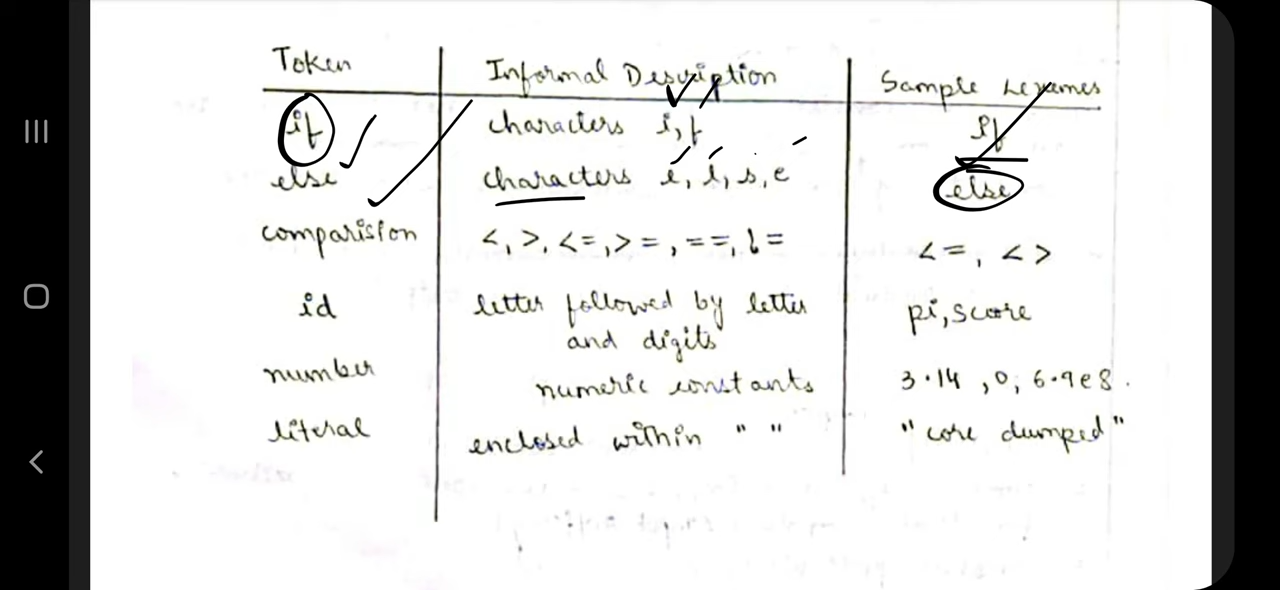 Token | Informal Description | Sample Lexemes
if | characters i, f | if
else | characters e, l, s, e | else
comparision | <, >, <=, >=, ==, != | <=, <>
id | letter followed by letter | pi, score
and digits
number | numeric constants | 3.14, 0, 6.9e8.
literal | enclosed within " " | "core dumped"